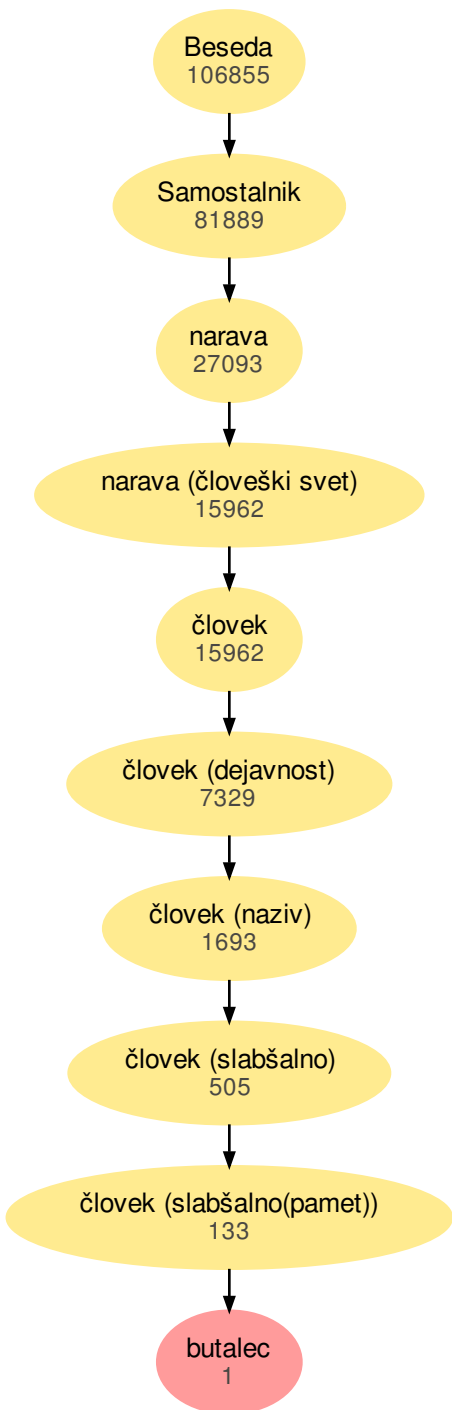 Beseda
106855
Samostalnik
81889
narava
27093
narava (človeški svet)
15962
človek
15962
človek (dejavnost)
7329
človek (naziv)
1693
človek (slabšalno)
505
človek (slabšalno(pamet))
133
butalec
1